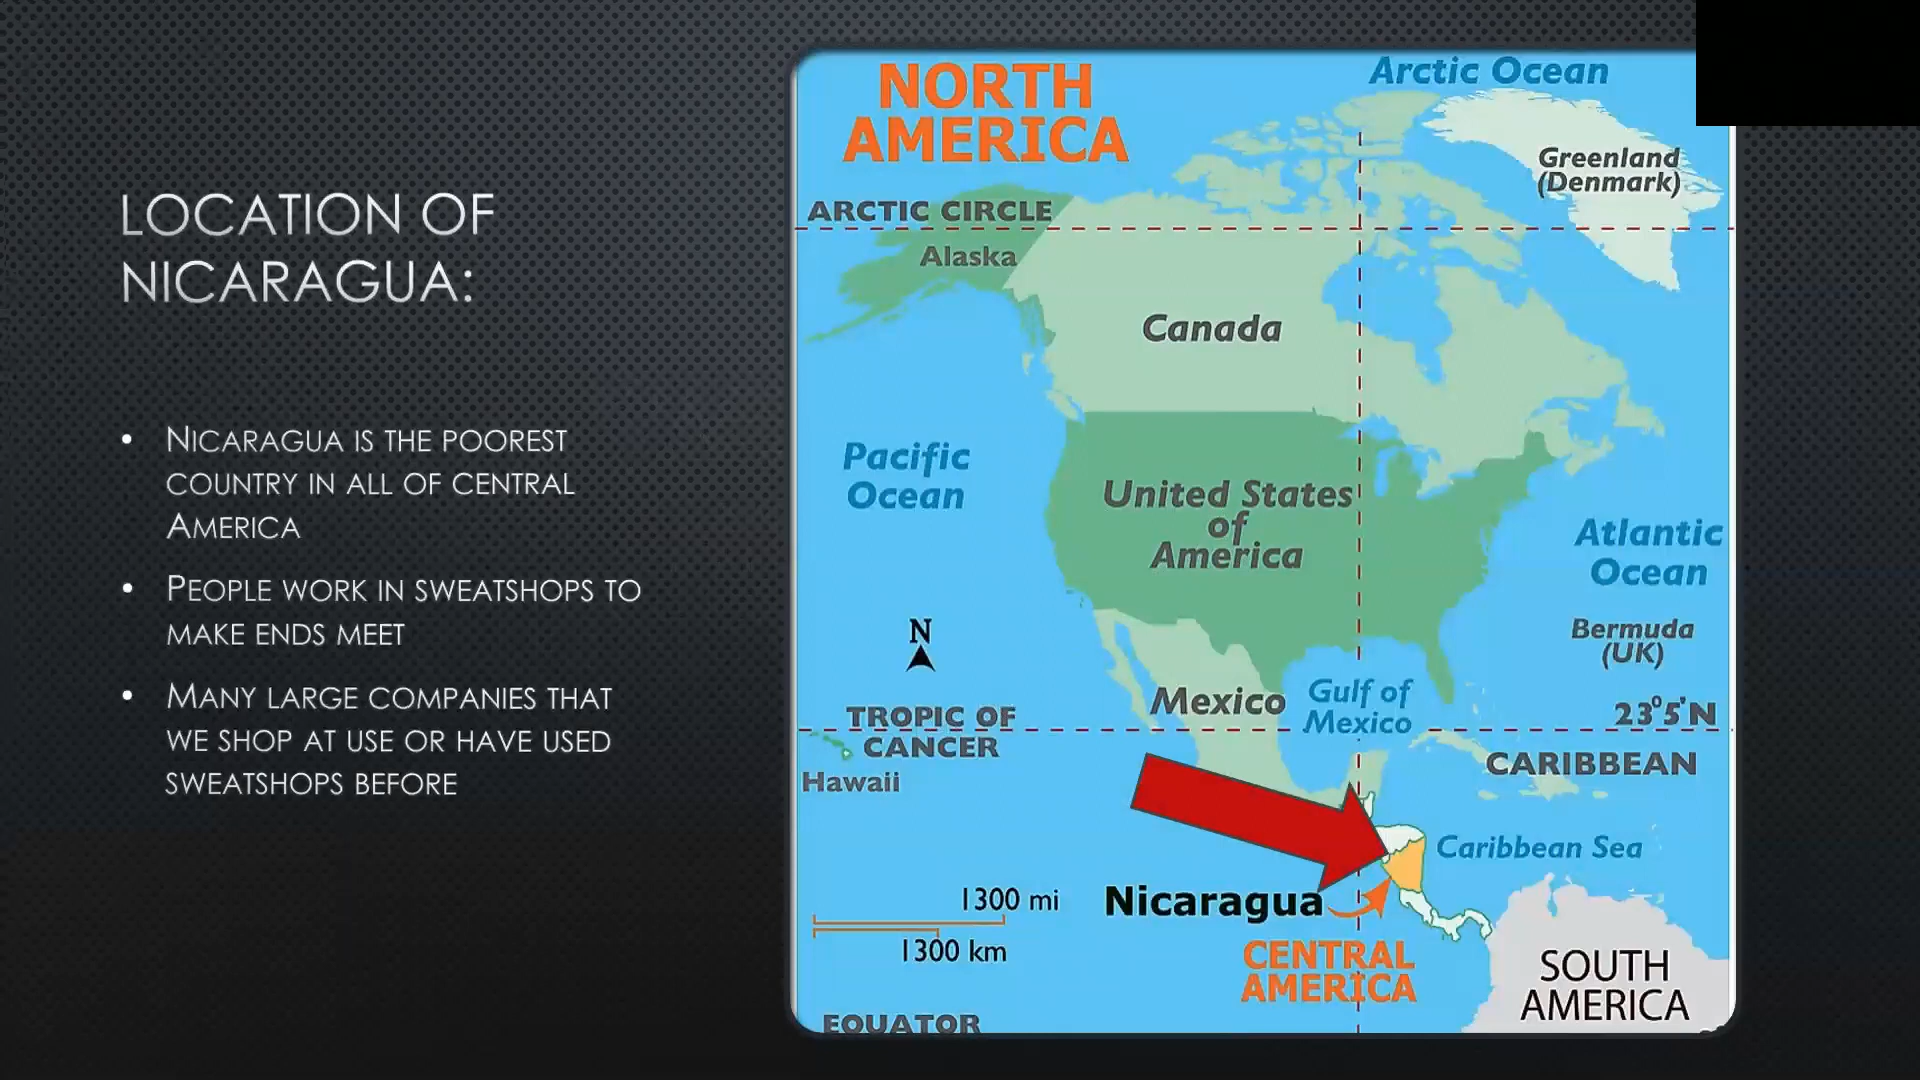 LOCATION OF
NICARAGUA:
• NICARAGUA IS THE POOREST
COUNTRY IN ALL OF CENTRAL
AMERICA
• PEOPLE WORK IN SWEATSHOPS TO
MAKE ENDS MEET
• MANY LARGE COMPANIES THAT
WE SHOP AT USE OR HAVE USED
SWEATSHOPS BEFORE
NORTH
AMERICA
Arctic Ocean
Greenland
(Denmark)
ARCTIC CIRCLE
Alaska
Canada
Pacific
Ocean
United States
of
America
Atlantic
Ocean
Bermuda
(UK)
N
Mexico
Gulf of
Mexico
23°5'N
TROPIC OF
CANCER
Hawaii
CARIBBEAN
Caribbean Sea
Nicaragua
1300 mi
1300 km
CENTRAL
AMERICA
SOUTH
AMERICA
EQUATOR